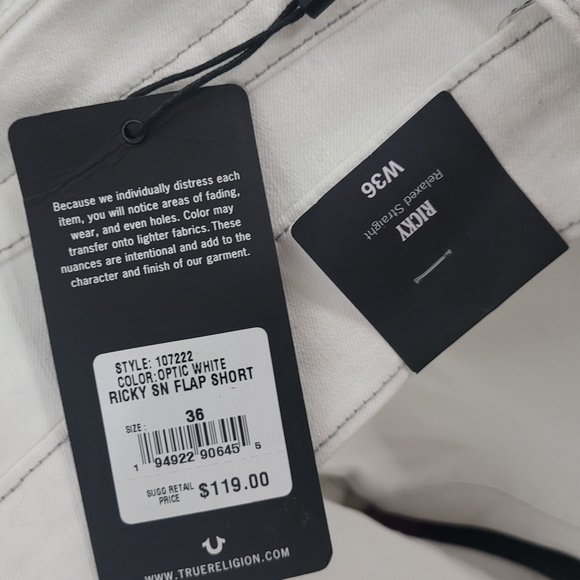 Because we individually distress each
item, you will notice areas of fading,
wear, and even holes. Color may
transfer onto lighter fabrics. These
nuances are intentional and add to the
character and finish of our garment.
STYLE: 107222
COLOR:OPTIC WHITE
RICKY SN FLAP SHORT
SIZE: 36
1 94922 90645 5
SUGG RETAIL
PRICE $119.00
WWW.TRUERELIGION.COM
W36
Relaxed Straight
RICKY